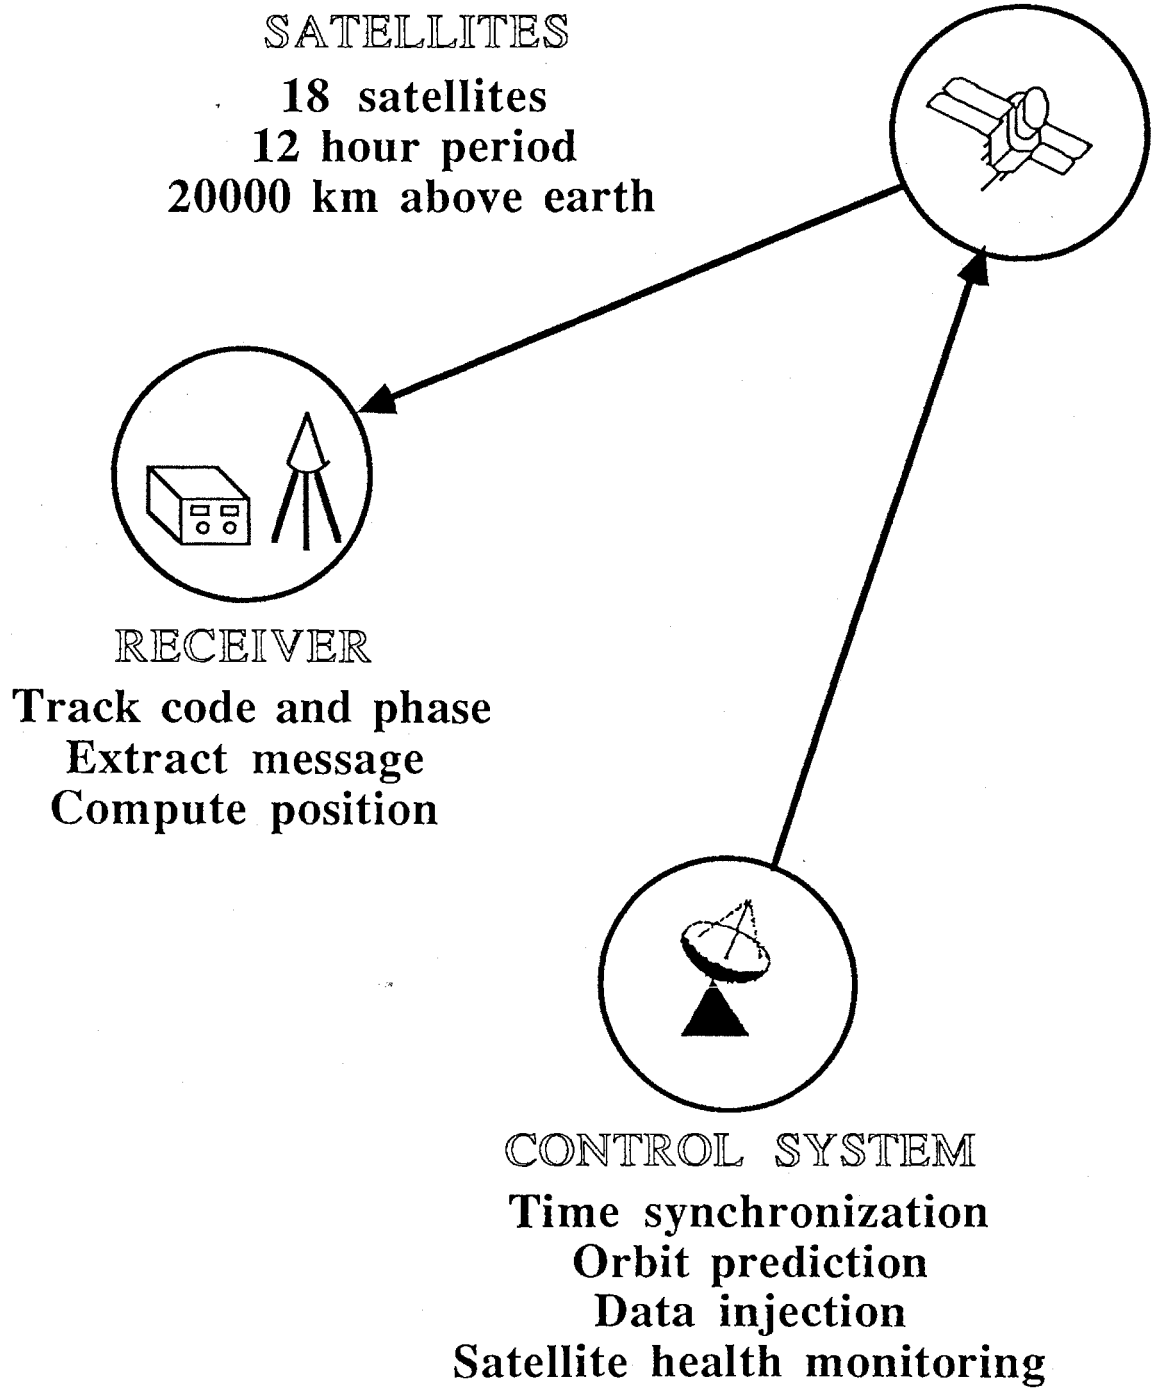 SATELLITES
18 satellites
12 hour period
20000 km above earth
RECEIVER
Track code and phase
Extract message
Compute position
CONTROL SYSTEM
Time synchronization
Orbit prediction
Data injection
Satellite health monitoring